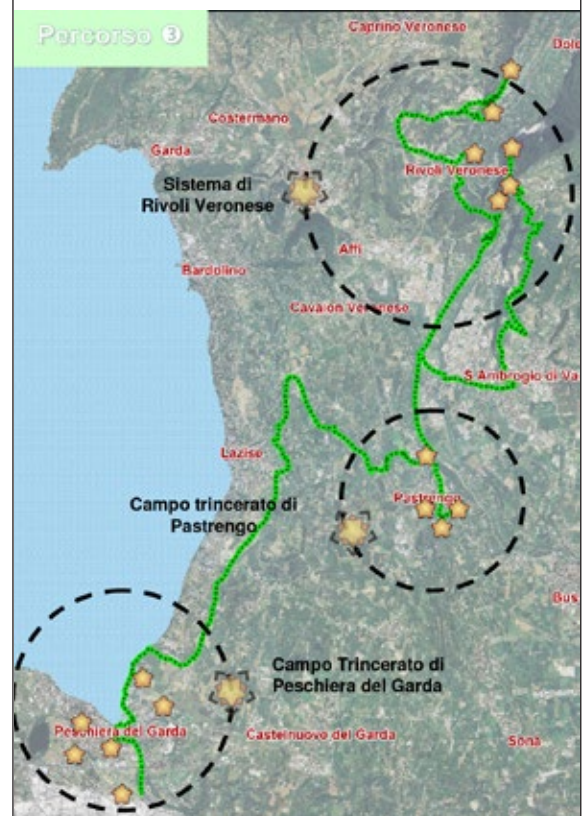 Percorso 3
Caprino Veronese
Dolc
Costermano
Garda
Rivoli Veronese
Sistema di
Rivoli Veronese
Affi
Bardolino
Cavaion Veronese
S.Ambrogio di Va
Lazise
Pastrengo
Campo trincerato di
Pastrengo
Bus
Campo Trincerato di
Peschiera del Garda
Peschiera del Garda
Castelnuovo del Garda
Sona